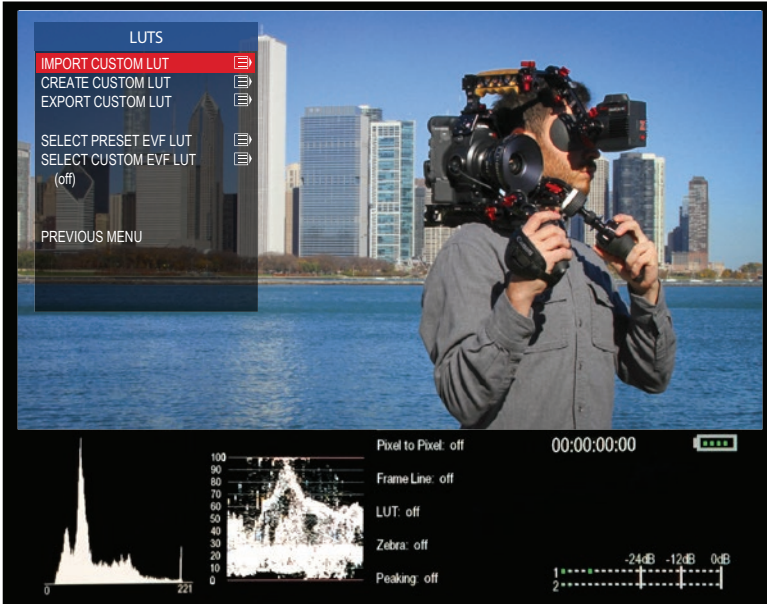 LUTS
IMPORT CUSTOM LUT
CREATE CUSTOM LUT
EXPORT CUSTOM LUT
SELECT PRESET EVF LUT
SELECT CUSTOM EVF LUT
(off)
PREVIOUS MENU
Pixel to Pixel: off
00:00:00:00
Frame Line: off
LUT: off
Zebra: off
Peaking: off
0
221
100
90
80
70
60
50
40
30
20
10
0
-24dB -12dB 0dB
1
2